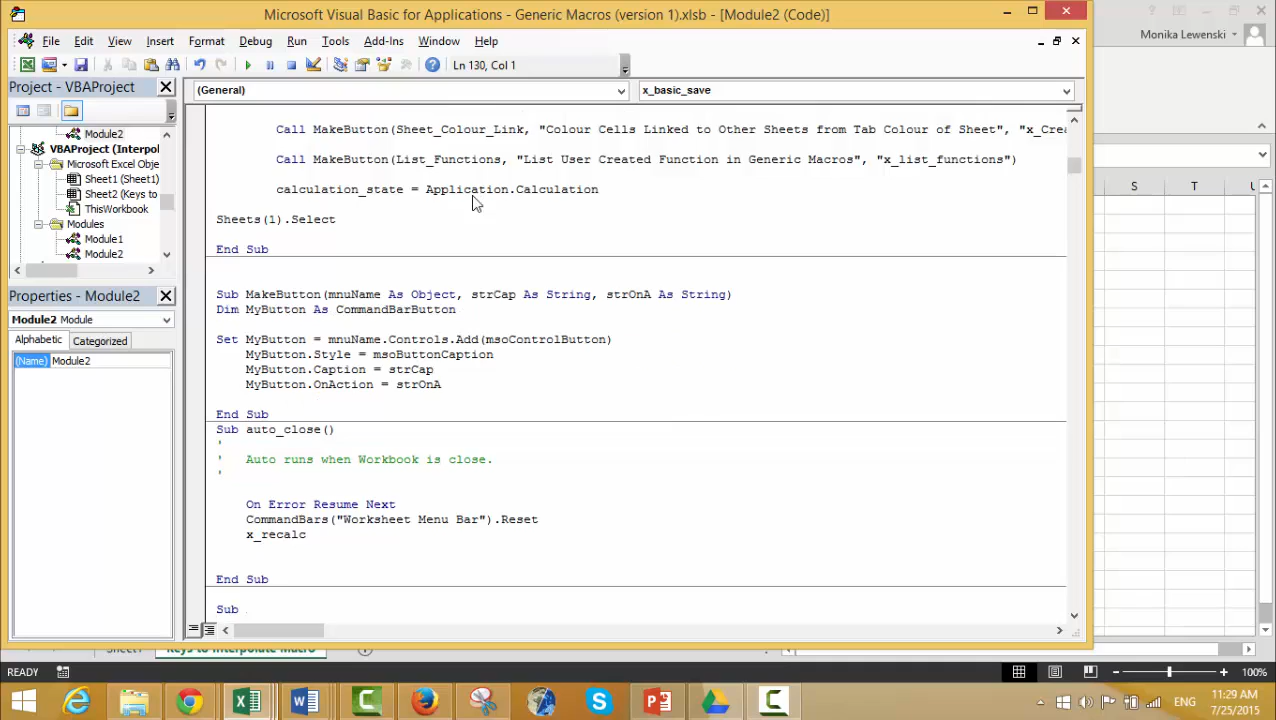 Microsoft Visual Basic for Applications - Generic Macros (version 1).xlsb - [Module2 (Code)]
Monika Lewenski
File Edit View Insert Format Debug Run Tools Add-Ins Window Help
Ln 130, Col 1
Project - VBAProject
(General)
x_basic_save
Module2
VBAProject (Interpol
Microsoft Excel Obje
Sheet1 (Sheet1)
Sheet2 (Keys to
ThisWorkbook
Modules
Module1
Module2
Properties - Module2
Module2 Module
Alphabetic Categorized
(Name) Module2
Call MakeButton(Sheet_Colour_Link, "Colour Cells Linked to Other Sheets from Tab Colour of Sheet", "x_Crea
Call MakeButton(List_Functions, "List User Created Function in Generic Macros", "x_list_functions")
calculation_state = Application.Calculation
Sheets(1).Select
End Sub
Sub MakeButton(mnuName As Object, strCap As String, strOnA As String)
Dim MyButton As CommandBarButton
Set MyButton = mnuName.Controls.Add(msoControlButton)
MyButton.Style = msoButtonCaption
MyButton.Caption = strCap
MyButton.OnAction = strOnA
End Sub
Sub auto_close()
'
' Auto runs when Workbook is close.
'
On Error Resume Next
CommandBars("Worksheet Menu Bar").Reset
x_recalc
End Sub
Sub
S T U
Sheet1 Keys to Interpolate Macro
READY
100%
ENG
11:29 AM
7/25/2015